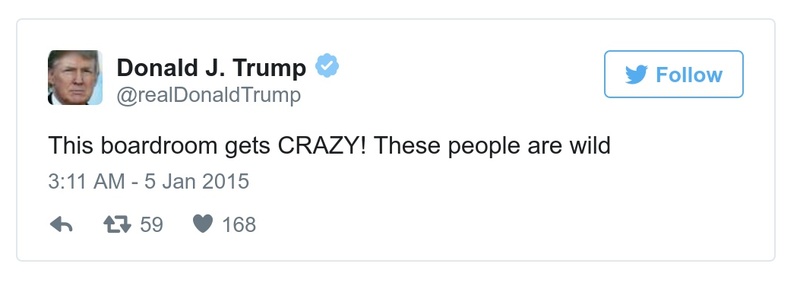 Donald J. Trump
@realDonaldTrump
Follow
This boardroom gets CRAZY! These people are wild
3:11 AM - 5 Jan 2015
59 168